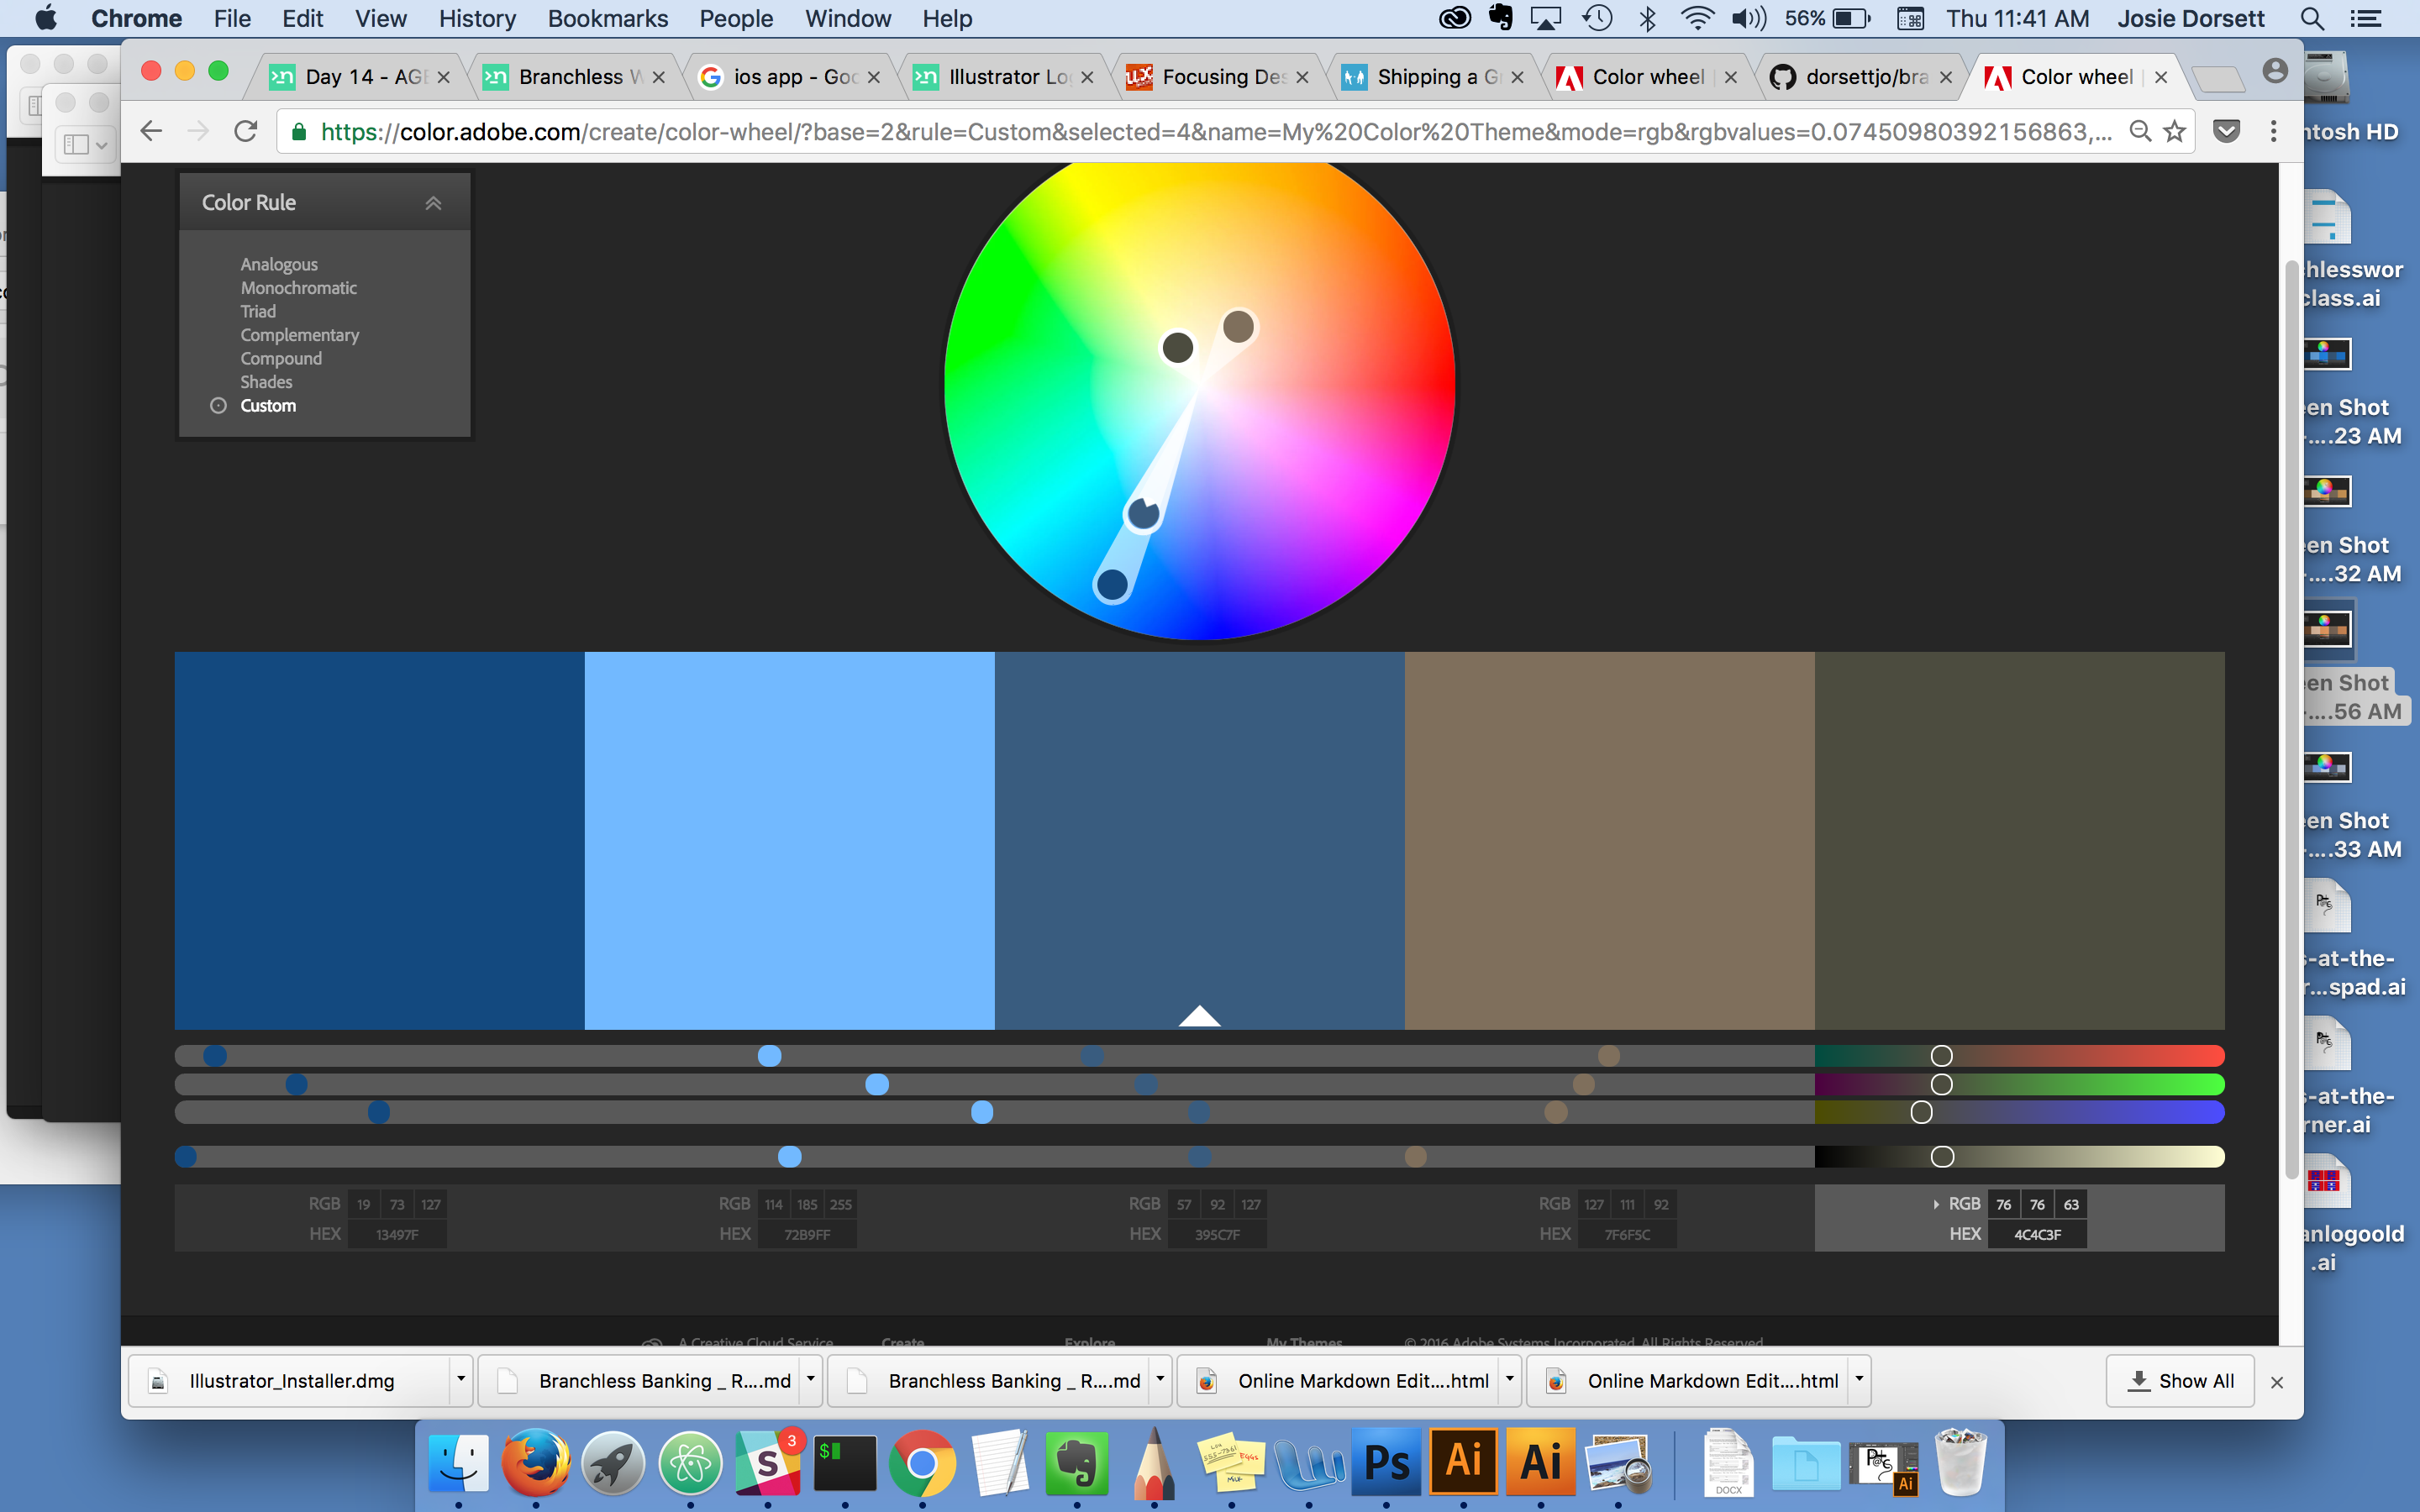 Chrome File Edit View History Bookmarks People Window Help 56% Thu 11:41 AM Josie Dorsett
Day 14 - AGE Branchless W ios app - Goo Illustrator Lo Focusing Des Shipping a G Color wheel dorsettjo/bra Color wheel
https://color.adobe.com/create/color-wheel/?base=2&rule=Custom&selected=4&name=My%20Color%20Theme&mode=rgb&rgbvalues=0.07450980392156863,...
Color Rule
Analogous
Monochromatic
Triad
Complementary
Compound
Shades
Custom
RGB 19 73 127 RGB 114 185 255 RGB 57 92 127 RGB 127 111 92 RGB 76 76 63
HEX 13497F HEX 72B9FF HEX 395C7F HEX 7F6F5C HEX 4C4C3F
A Creative Cloud Service Create Explore My Themes © 2016 Adobe Systems Incorporated. All Rights Reserved
Illustrator_Installer.dmg Branchless Banking _ R....md Branchless Banking _ R....md Online Markdown Edit....html Online Markdown Edit....html Show All
ntosh HD
hlesswor
class.ai
en Shot
-....23 AM
en Shot
-....32 AM
en Shot
-....56 AM
en Shot
-....33 AM
s-at-the-
r...spad.ai
s-at-the-
rner.ai
anlogoold
.ai
3
S
$
Ps Ai Ai
DOCX
Ai